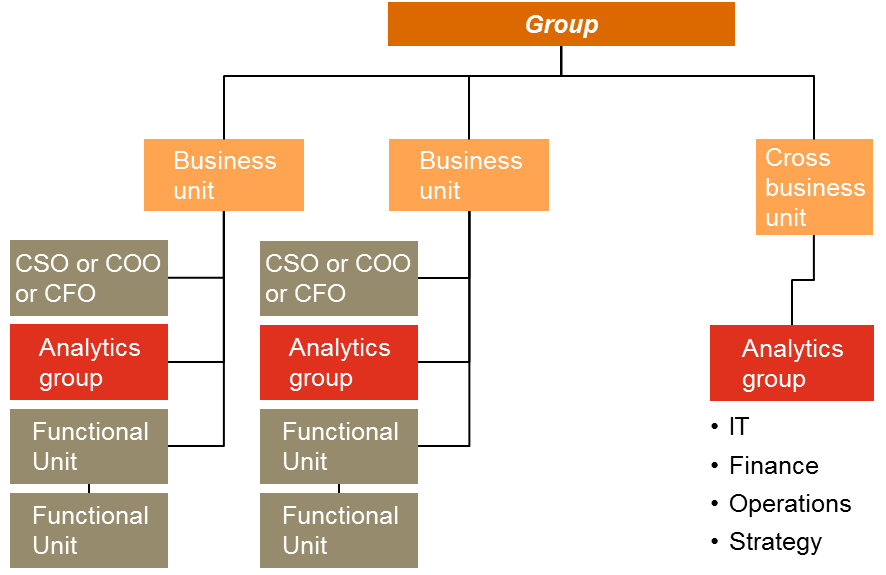 Group
Business
unit
Business
unit
Cross
business
unit
CSO or COO
or CFO
CSO or COO
or CFO
Analytics
group
Analytics
group
Analytics
group
Functional
Unit
Functional
Unit
• IT
• Finance
• Operations
• Strategy
Functional
Unit
Functional
Unit